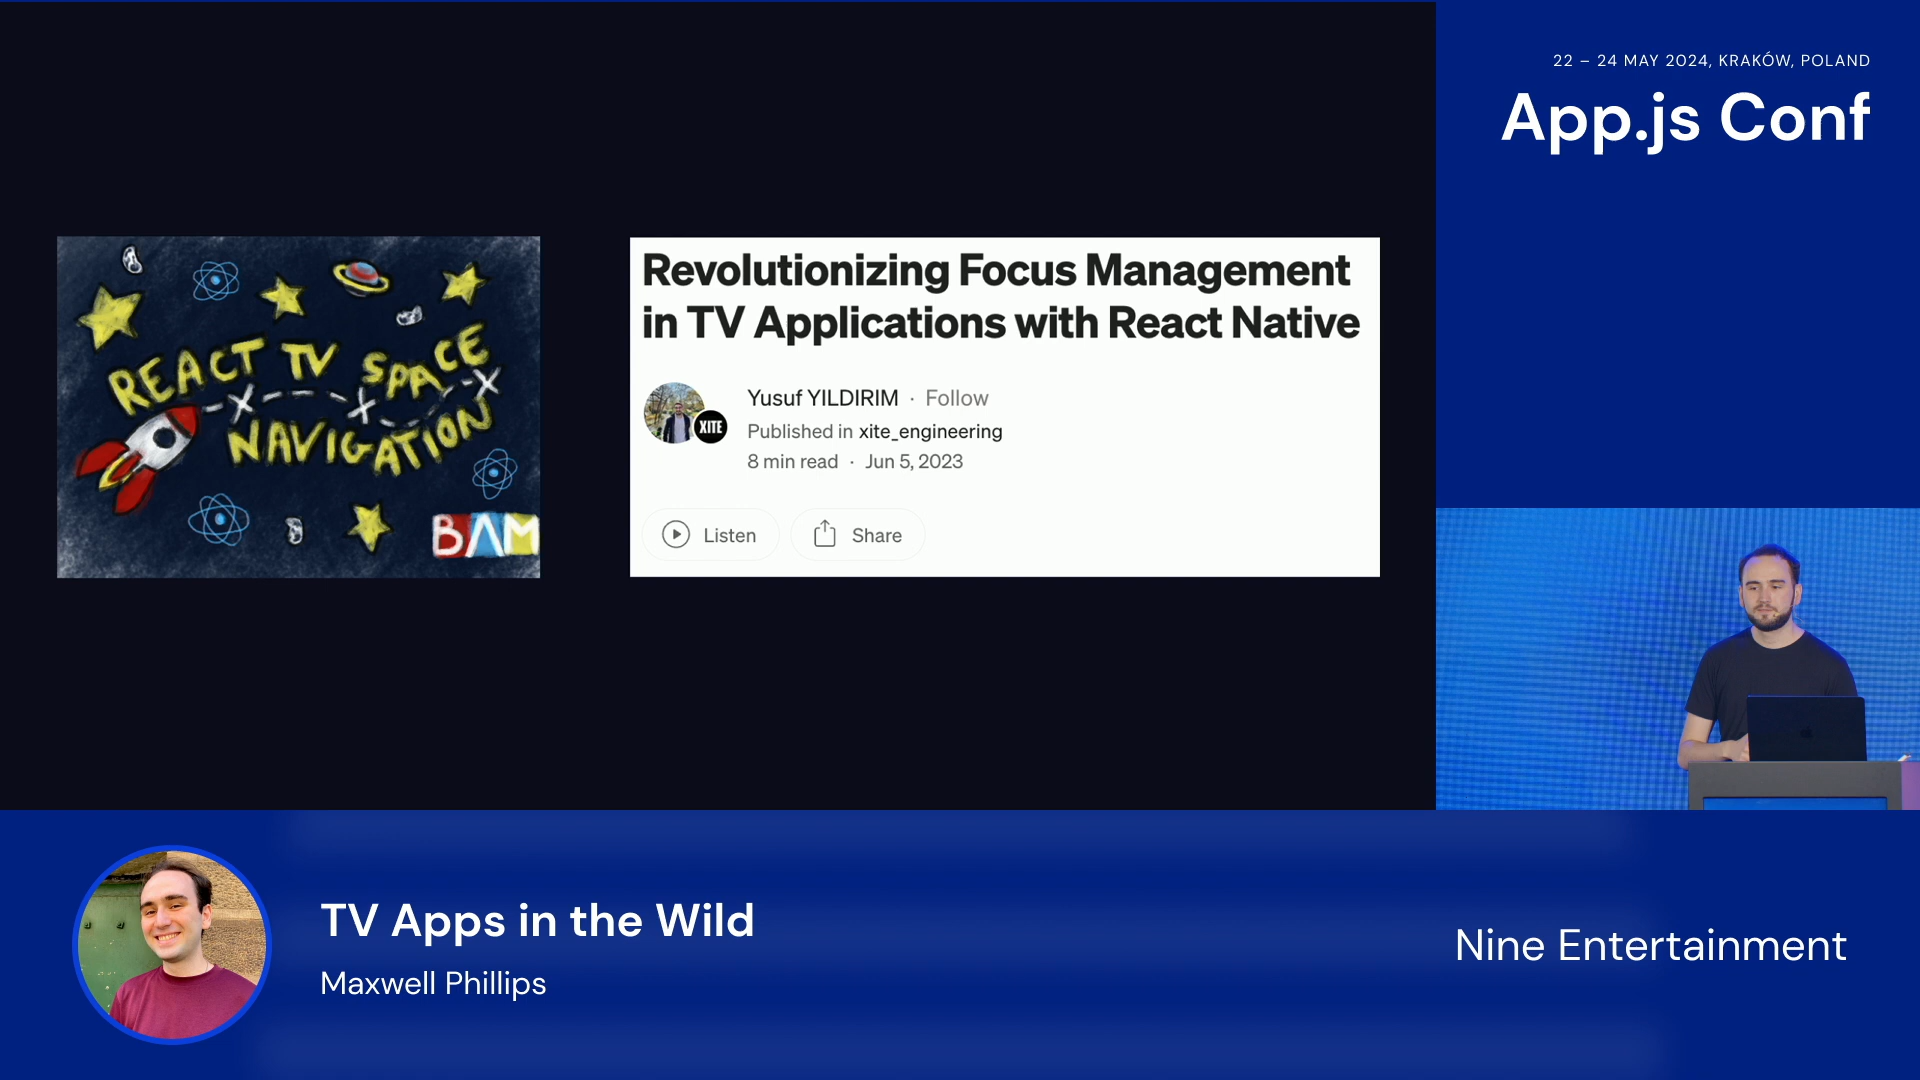 22 – 24 MAY 2024, KRAKÓW, POLAND
App.js Conf
REACT TV SPACE
NAVIGATION
BAM
Revolutionizing Focus Management
in TV Applications with React Native
XITE
Yusuf YILDIRIM · Follow
Published in xite_engineering
8 min read · Jun 5, 2023
Listen
Share
TV Apps in the Wild
Maxwell Phillips
Nine Entertainment